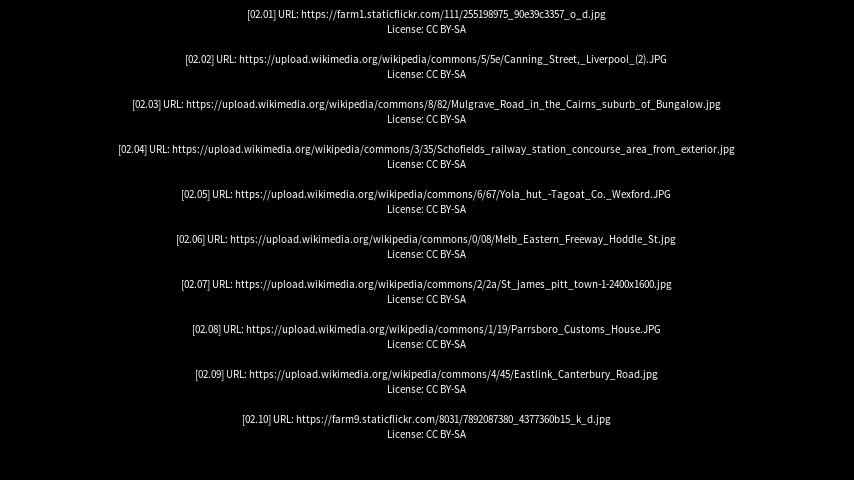 [02.01] URL: https://farm1.staticflickr.com/111/255198975_90e39c3357_o_d.jpg
License: CC BY-SA
[02.02] URL: https://upload.wikimedia.org/wikipedia/commons/5/5e/Canning_Street,_Liverpool_(2).JPG
License: CC BY-SA
[02.03] URL: https://upload.wikimedia.org/wikipedia/commons/8/82/Mulgrave_Road_in_the_Cairns_suburb_of_Bungalow.jpg
License: CC BY-SA
[02.04] URL: https://upload.wikimedia.org/wikipedia/commons/3/35/Schofields_railway_station_concourse_area_from_exterior.jpg
License: CC BY-SA
[02.05] URL: https://upload.wikimedia.org/wikipedia/commons/6/67/Yola_hut_-Tagoat_Co._Wexford.JPG
License: CC BY-SA
[02.06] URL: https://upload.wikimedia.org/wikipedia/commons/0/08/Melb_Eastern_Freeway_Hoddle_St.jpg
License: CC BY-SA
[02.07] URL: https://upload.wikimedia.org/wikipedia/commons/2/2a/St_james_pitt_town-1-2400x1600.jpg
License: CC BY-SA
[02.08] URL: https://upload.wikimedia.org/wikipedia/commons/1/19/Parrsboro_Customs_House.JPG
License: CC BY-SA
[02.09] URL: https://upload.wikimedia.org/wikipedia/commons/4/45/Eastlink_Canterbury_Road.jpg
License: CC BY-SA
[02.10] URL: https://farm9.staticflickr.com/8031/7892087380_4377360b15_k_d.jpg
License: CC BY-SA